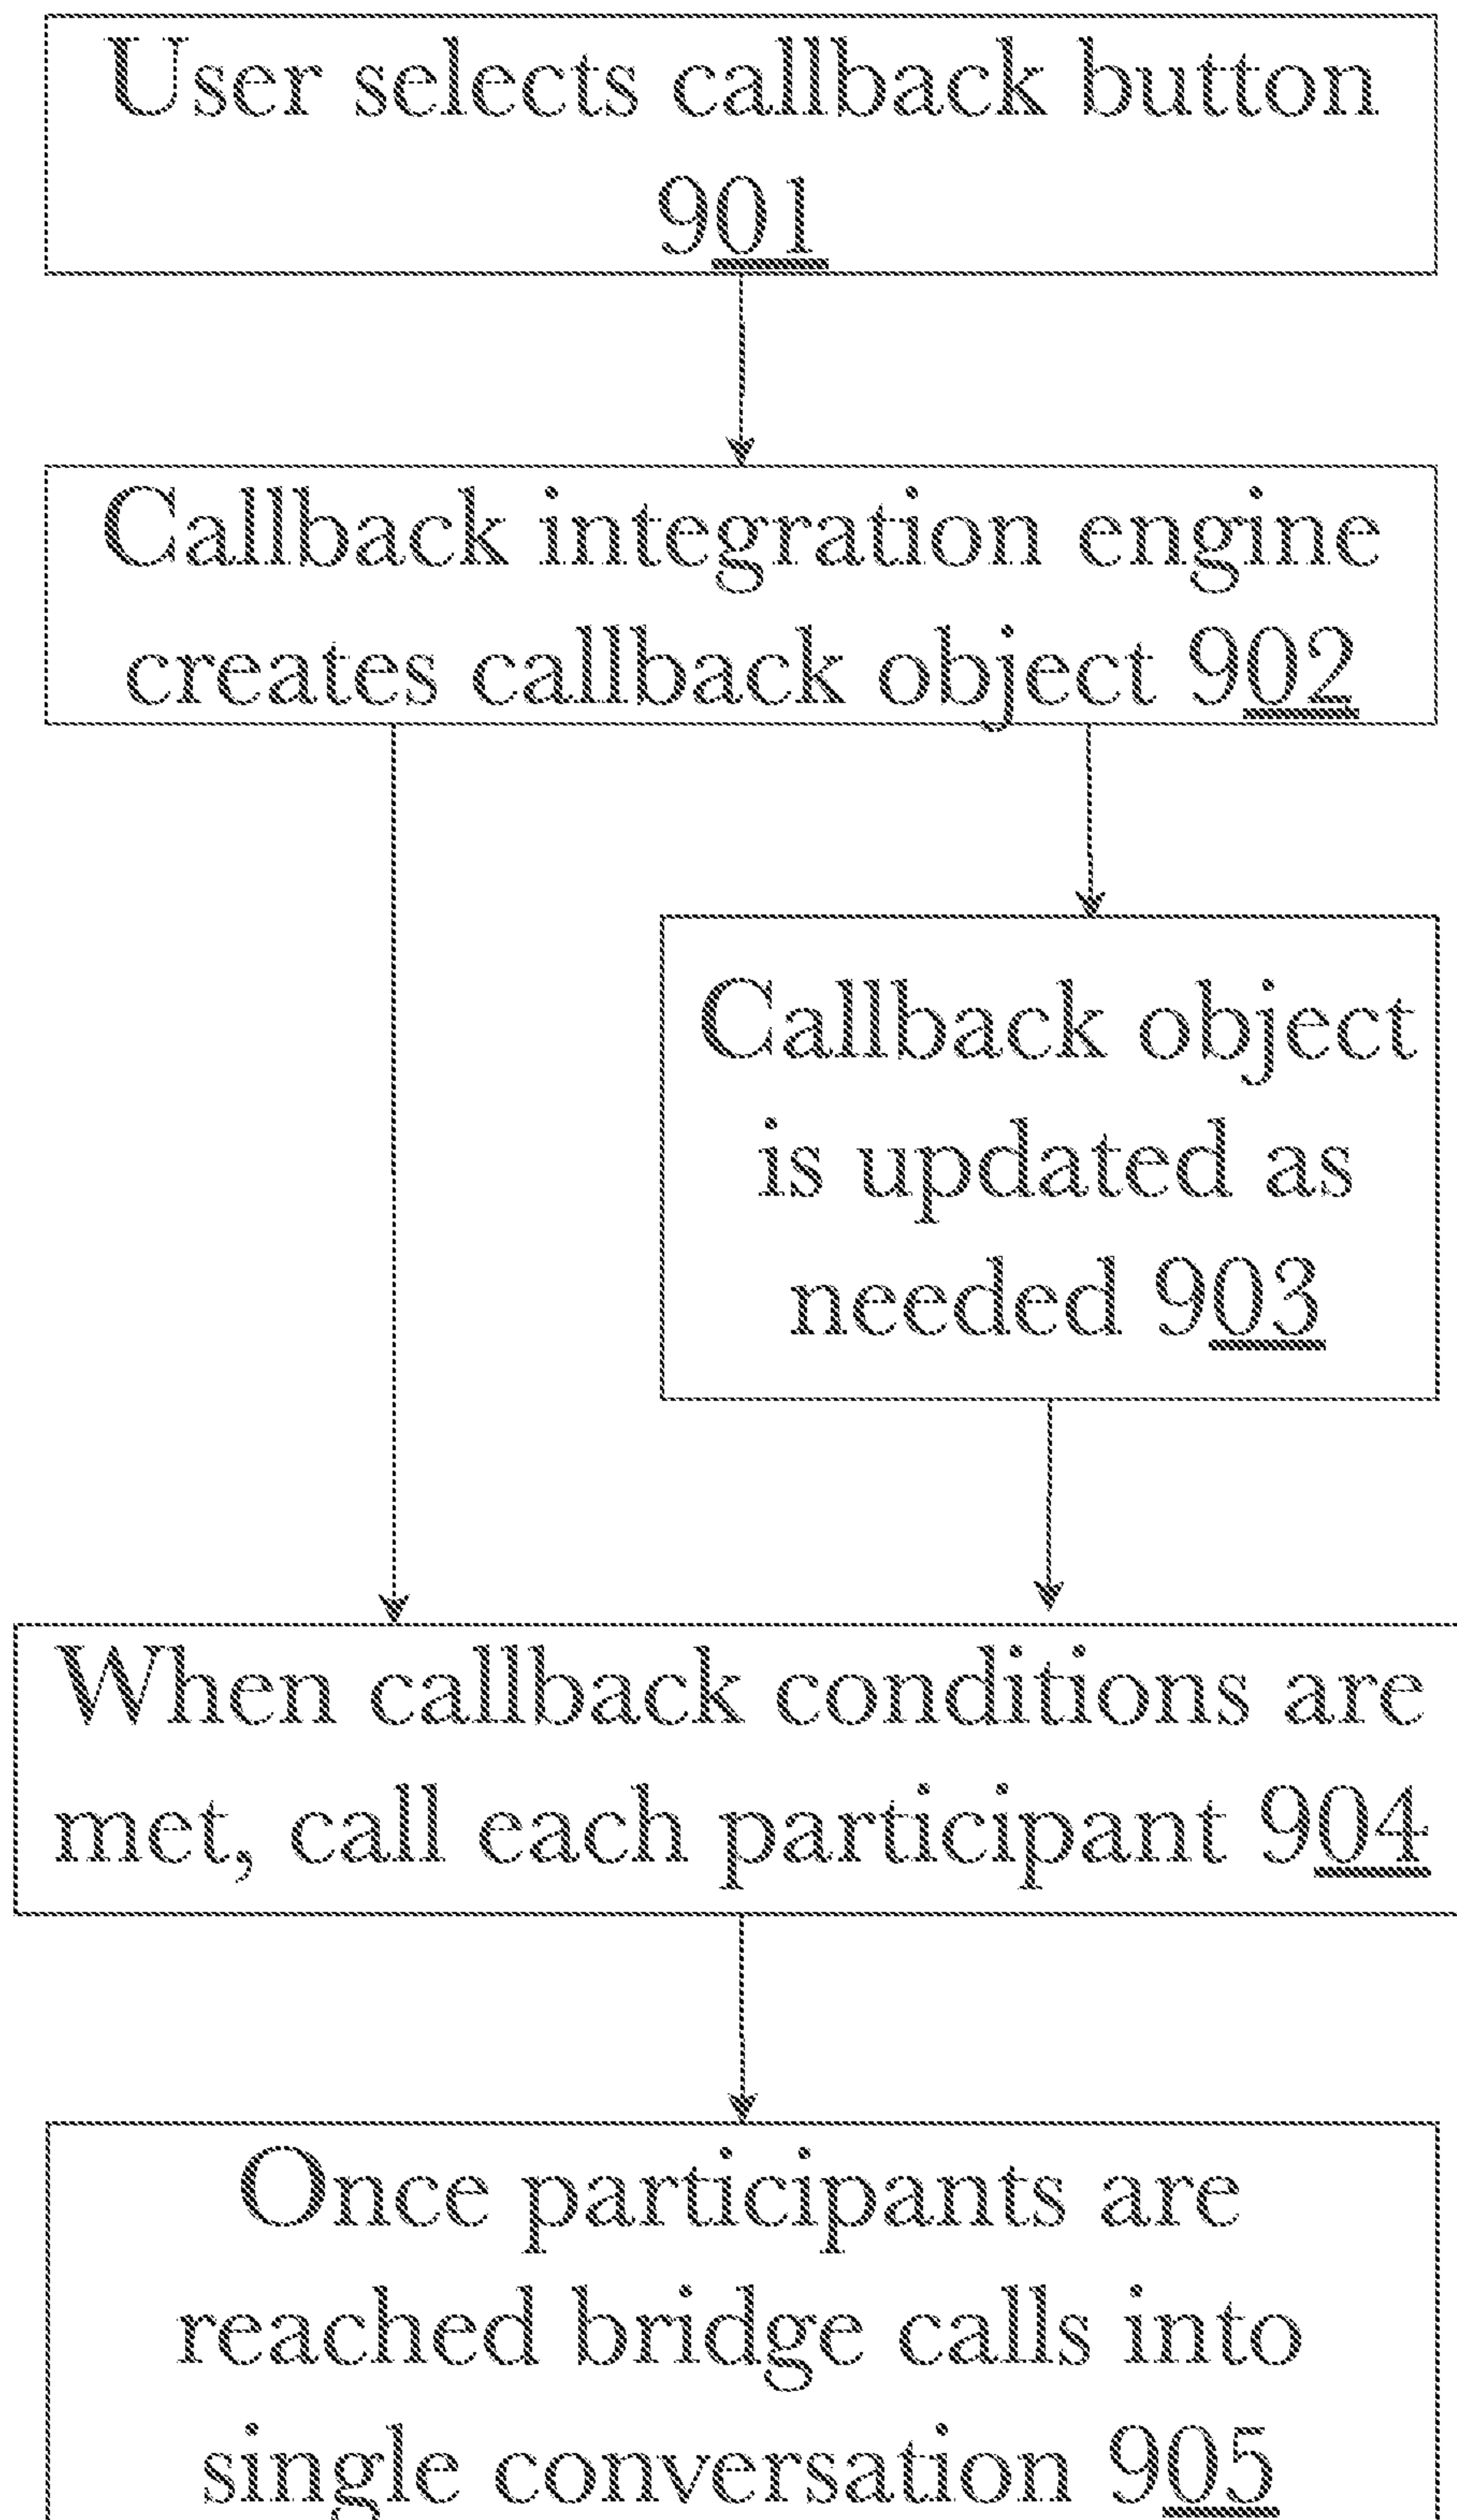 User selects callback button
901
Callback integration engine
creates callback object 902
Callback object
is updated as
needed 903
When callback conditions are
met, call each participant 904
Once participants are
reached bridge calls into
single conversation 905